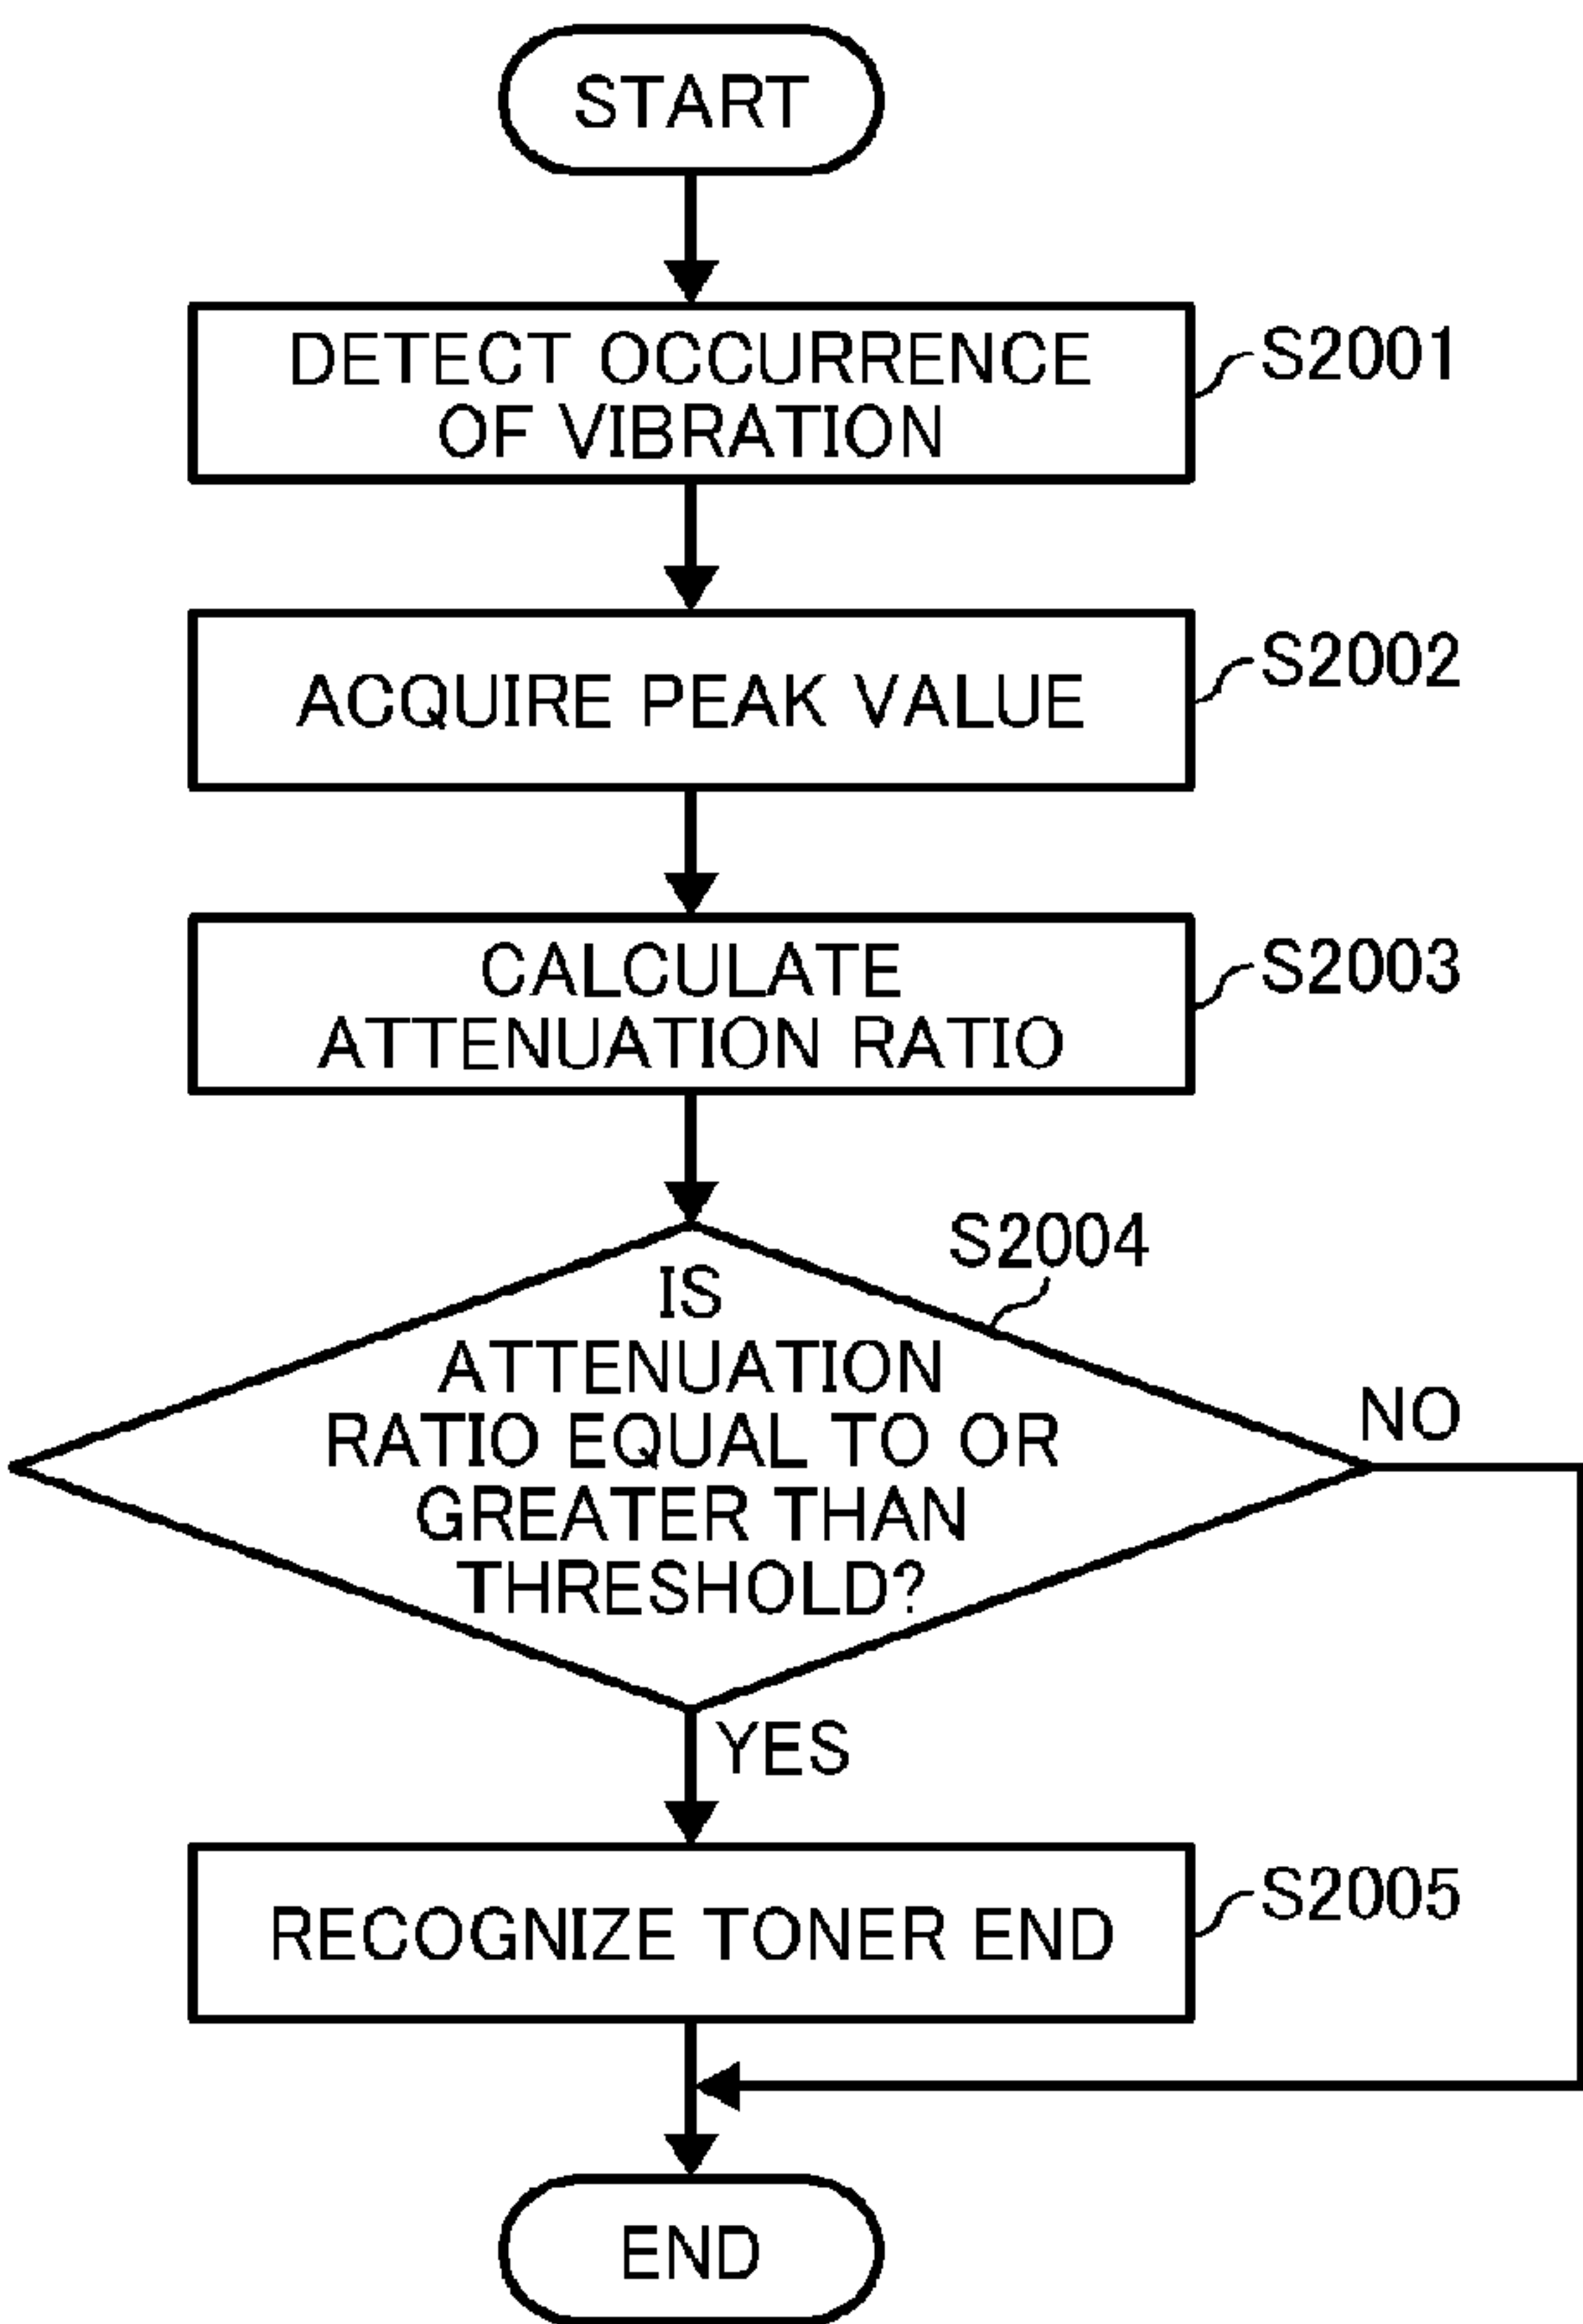 START
DETECT OCCURRENCE
OF VIBRATION
S2001
ACQUIRE PEAK VALUE
S2002
CALCULATE
ATTENUATION RATIO
S2003
S2004
IS
ATTENUATION
RATIO EQUAL TO OR
GREATER THAN
THRESHOLD?
NO
YES
RECOGNIZE TONER END
S2005
END